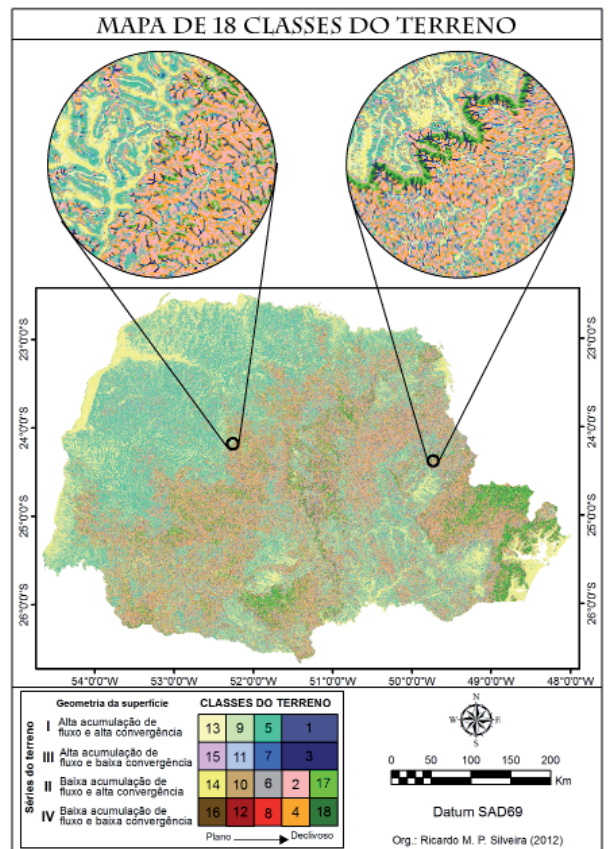 MAPA DE 18 CLASSES DO TERRENO
23°0'0"S
24°0'0"S
25°0'0"S
26°0'0"S
23°0'0"S
24°0'0"S
25°0'0"S
26°0'0"S
54°0'0"W
53°0'0"W
52°0'0"W
51°0'0"W
50°0'0"W
49°0'0"W
48°0'0"W
Séries do terreno
Geometria da superfície
CLASSES DO TERRENO
I Alta acumulação de
fluxo e alta convergência
13 9 5 1
III Alta acumulação de
fluxo e baixa convergência
15 11 7 3
II Baixa acumulação de
fluxo e alta convergência
14 10 6 2 17
IV Baixa acumulação de
fluxo e baixa convergência
16 12 8 4 18
Plano Declivoso
N
W E
S
0 50 100 150 200
Km
Datum SAD69
Org.: Ricardo M. P. Silveira (2012)